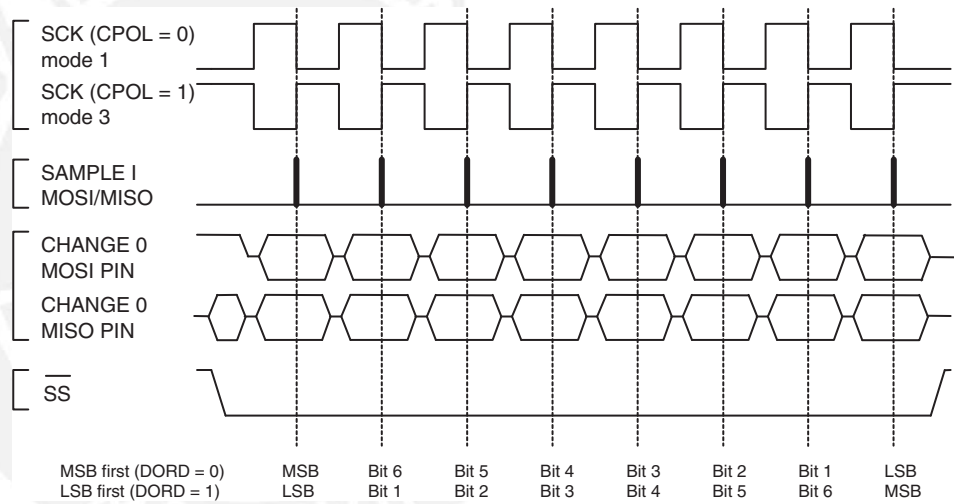 SCK (CPOL = 0)
mode 1
SCK (CPOL = 1)
mode 3
SAMPLE I
MOSI/MISO
CHANGE 0
MOSI PIN
CHANGE 0
MISO PIN
SS
MSB first (DORD = 0) MSB Bit 6 Bit 5 Bit 4 Bit 3 Bit 2 Bit 1 LSB
LSB first (DORD = 1) LSB Bit 1 Bit 2 Bit 3 Bit 4 Bit 5 Bit 6 MSB